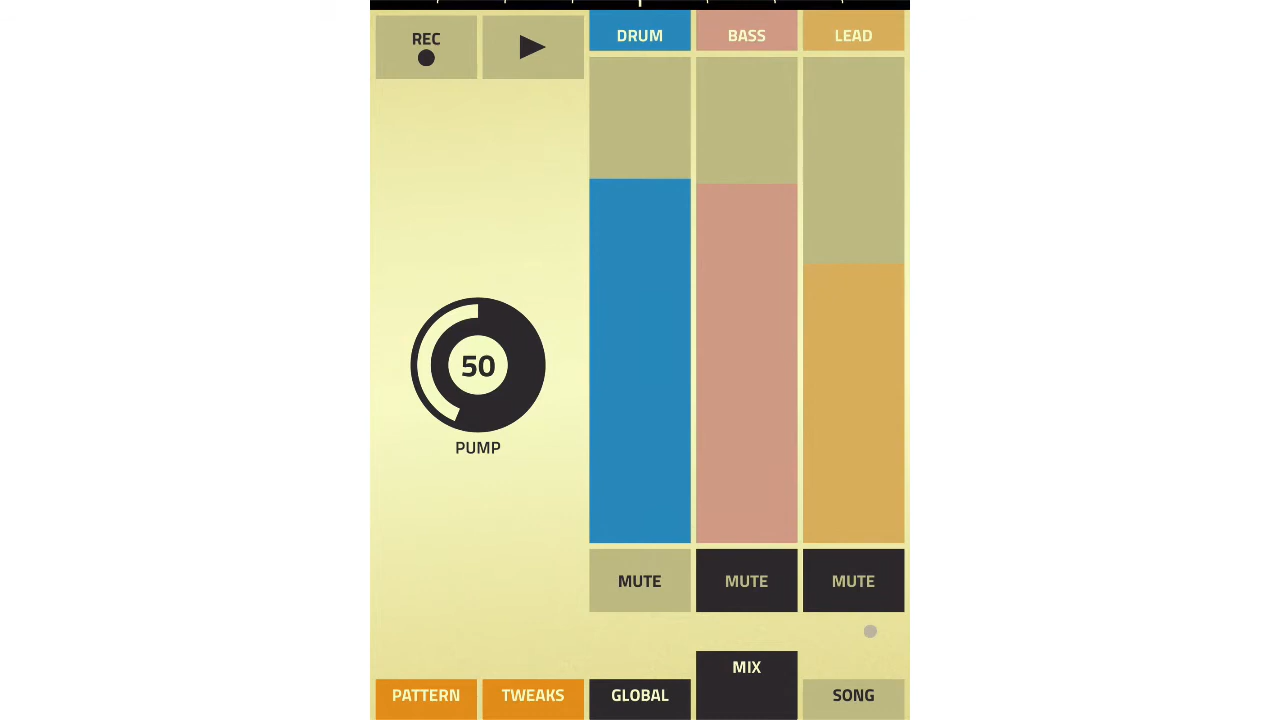 REC
DRUM
BASS
LEAD
50
PUMP
MUTE
MUTE
MUTE
PATTERN
TWEAKS
GLOBAL
MIX
SONG